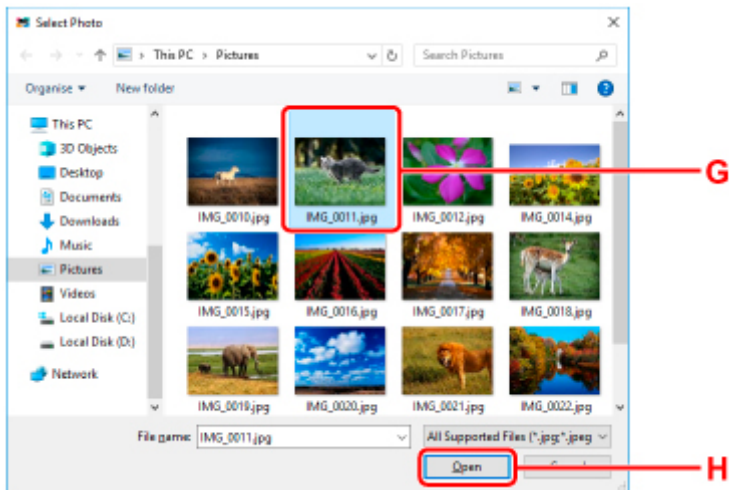 Select Photo
This PC > Pictures
Search Pictures
Organise
New folder
This PC
3D Objects
Desktop
Documents
Downloads
Music
Pictures
Videos
Local Disk (C:)
Local Disk (D:)
Network
IMG_0010.jpg
IMG_0011.jpg
IMG_0012.jpg
IMG_0014.jpg
G
IMG_0015.jpg
IMG_0016.jpg
IMG_0017.jpg
IMG_0018.jpg
IMG_0019.jpg
IMG_0020.jpg
IMG_0021.jpg
IMG_0022.jpg
File name: IMG_0011.jpg
All Supported Files (*.jpg;*.jpeg
Open
H